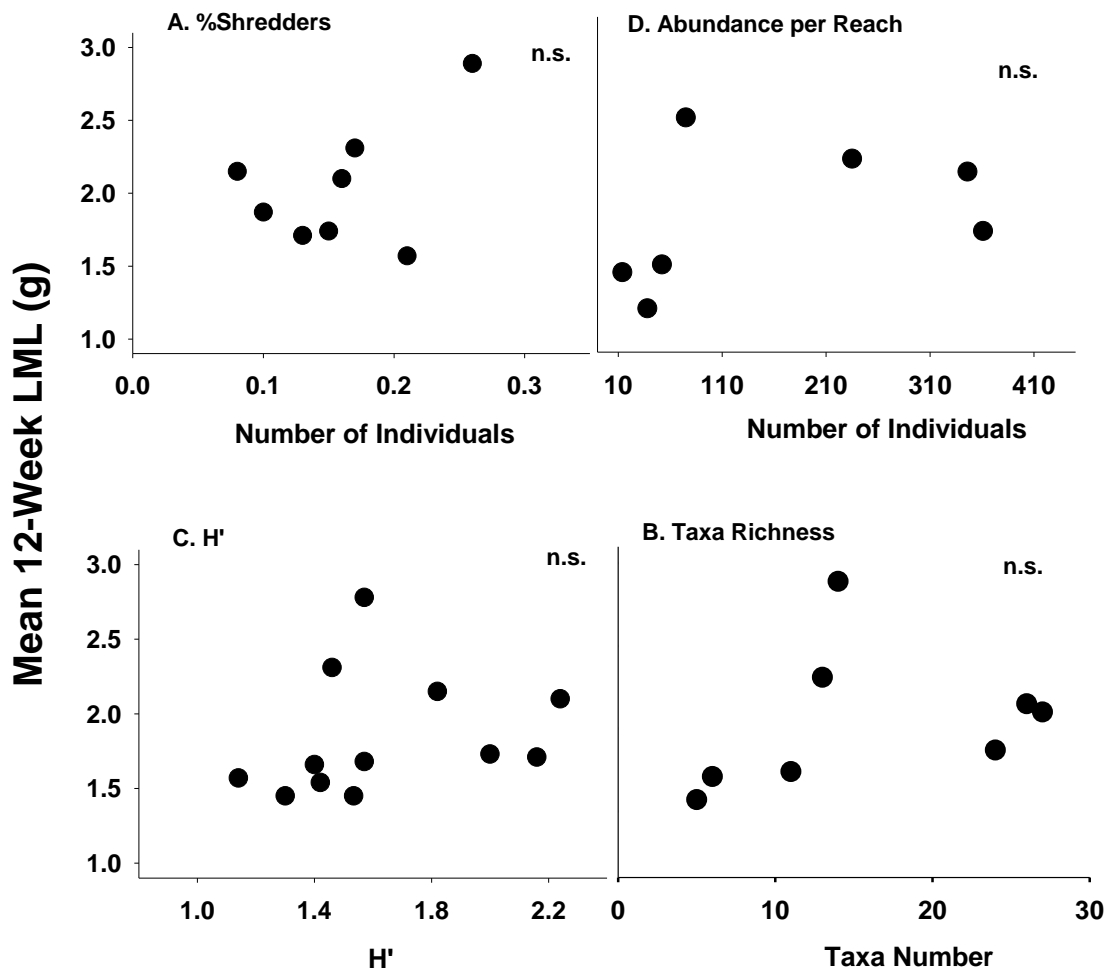 Mean 12-Week LML (g)
A. %Shredders
n.s.
3.0
2.5
2.0
1.5
1.0
0.0 0.1 0.2 0.3
Number of Individuals
D. Abundance per Reach
n.s.
10 110 210 310 410
Number of Individuals
C. H'
n.s.
3.0
2.5
2.0
1.5
1.0
1.0 1.4 1.8 2.2
H'
B. Taxa Richness
n.s.
0 10 20 30
Taxa Number